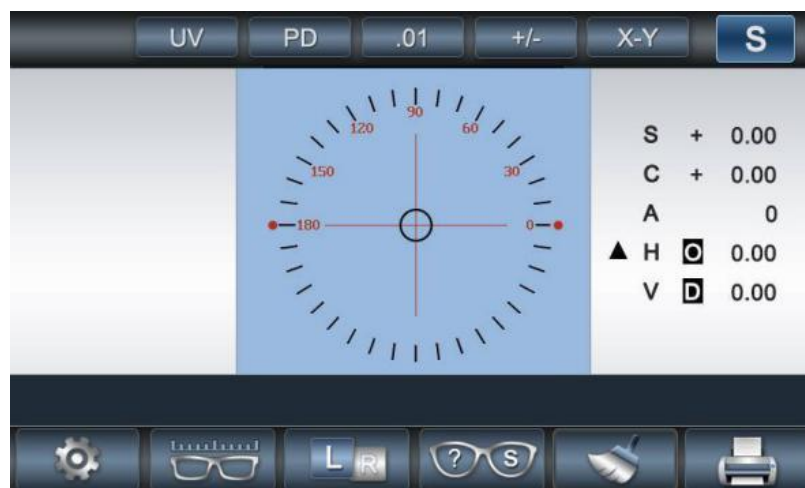 UV PD .01 +/- X-Y S
90
120 60
150 30
180 0
S + 0.00
C + 0.00
A 0
▲ H O 0.00
V D 0.00
L R ? S